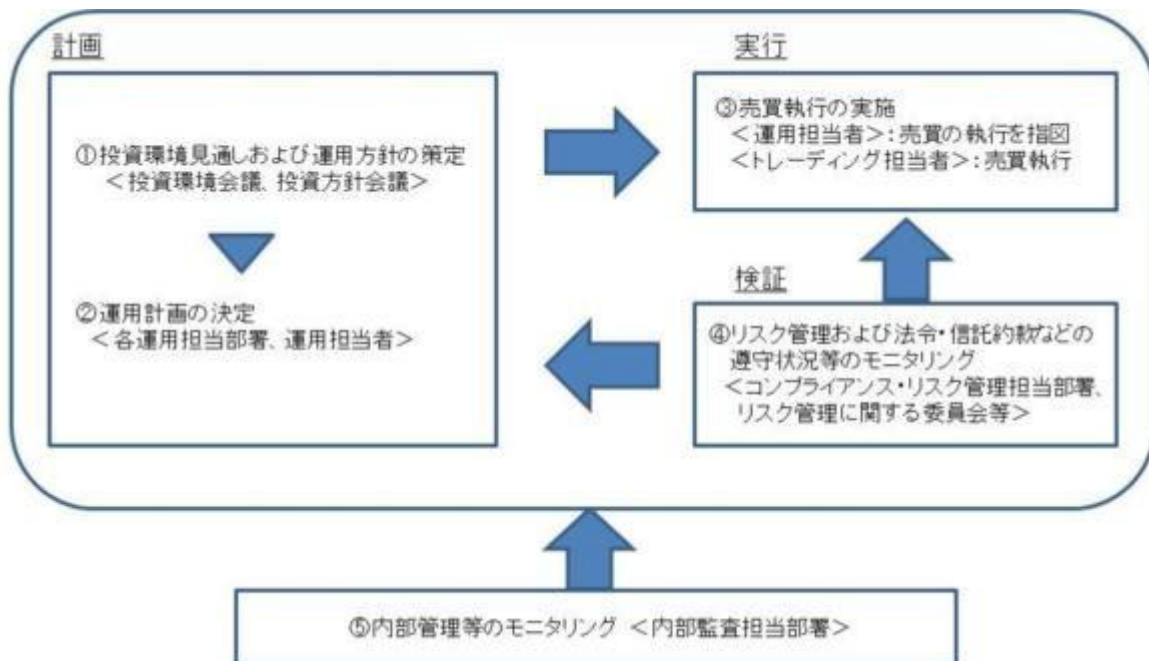 計画
①投資環境見通しおよび運用方針の策定
＜投資環境会議、投資方針会議＞
②運用計画の決定
＜各運用担当部署、運用担当者＞
実行
③売買執行の実施
＜運用担当者＞：売買の執行を指図
＜トレーディング担当者＞：売買執行
検証
④リスク管理および法令・信託約款などの
遵守状況等のモニタリング
＜コンプライアンス・リスク管理担当部署、
リスク管理に関する委員会等＞
⑤内部管理等のモニタリング ＜内部監査担当部署＞